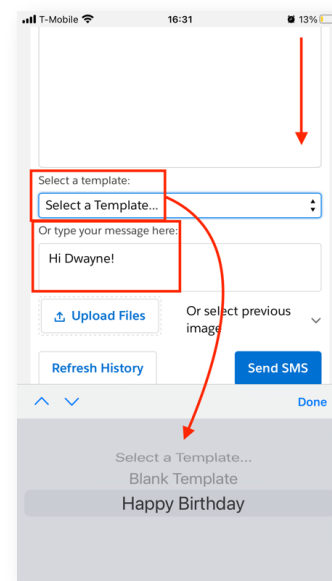 T-Mobile 16:31 13%
Select a template:
Select a Template...
Or type your message here:
Hi Dwayne!
Upload Files
Or select previous
image
Refresh History Send SMS
Done
Select a Template...
Blank Template
Happy Birthday